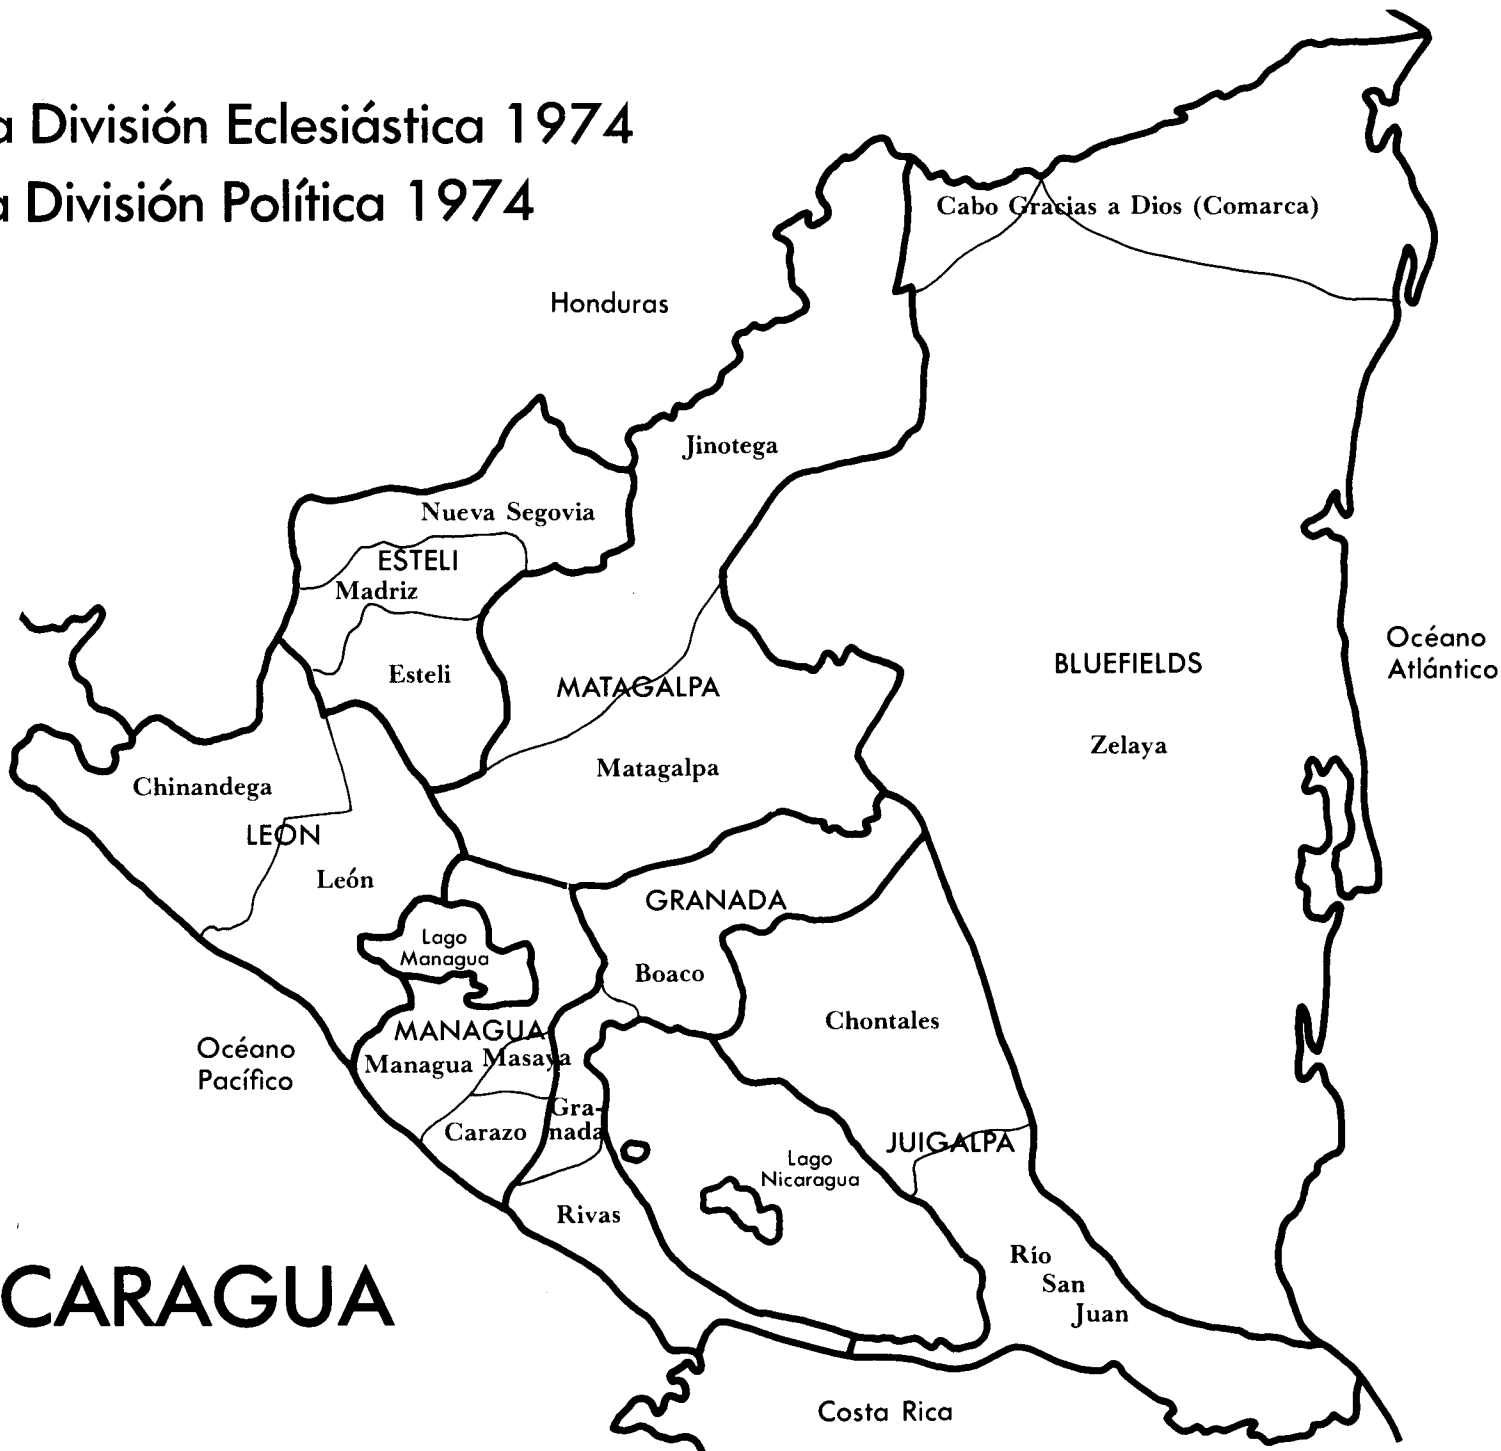 a División Eclesiástica 1974
a División Política 1974
Cabo Gracias a Dios (Comarca)
Honduras
Jinotega
Nueva Segovia
ESTELI
Madriz
Esteli
MATAGALPA
BLUEFIELDS
Océano
Atlántico
Zelaya
Matagalpa
Chinandega
LEON
León
GRANADA
Lago
Managua
Boaco
Chontales
MANAGUA
Océano
Pacífico
Managua
Masaya
Gra-
nada
Carazo
JUIGALPA
Lago
Nicaragua
Rivas
Río
San
Juan
CARAGUA
Costa Rica